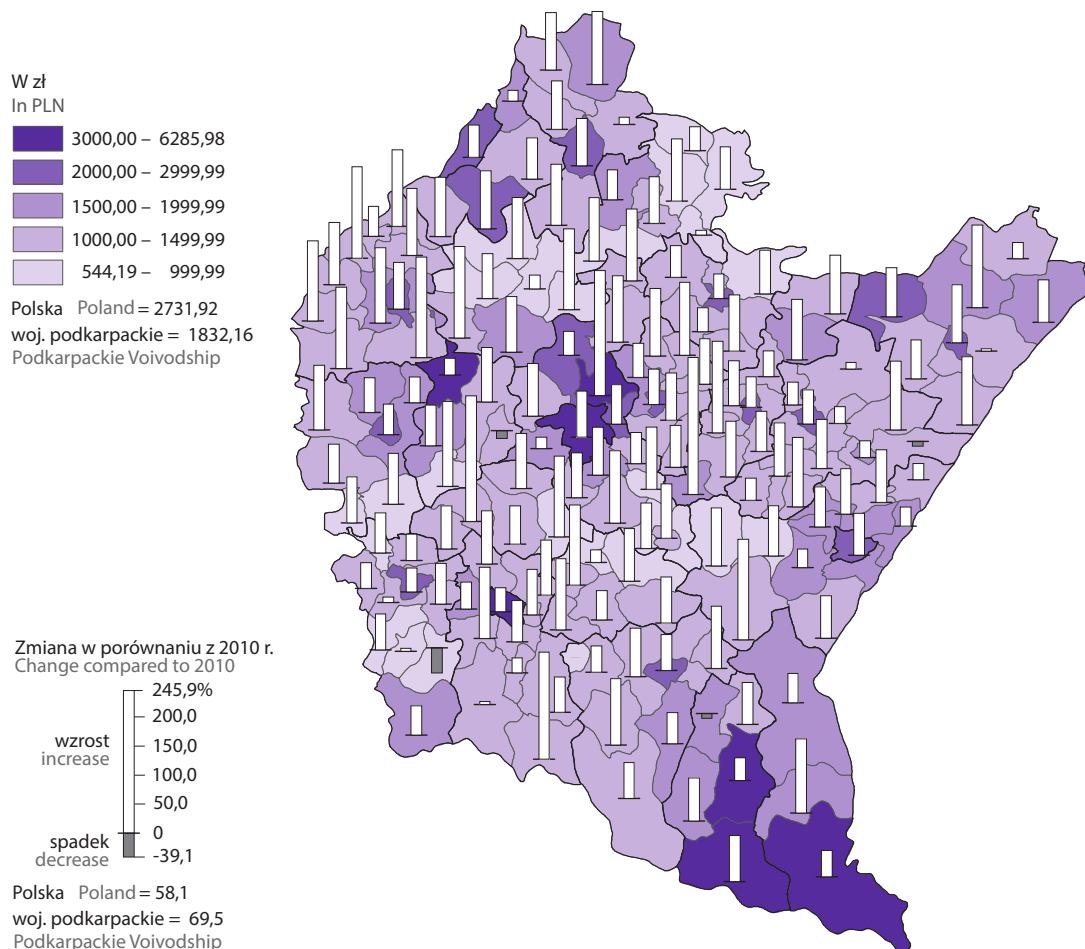 W zł
In PLN
3000,00 – 6285,98
2000,00 – 2999,99
1500,00 – 1999,99
1000,00 – 1499,99
544,19 – 999,99
Polska Poland = 2731,92
woj. podkarpackie = 1832,16
Podkarpackie Voivodship
Zmiana w porównaniu z 2010 r.
Change compared to 2010
245,9%
200,0
wzrost 150,0
increase
100,0
50,0
0
spadek
decrease -39,1
Polska Poland = 58,1
woj. podkarpackie = 69,5
Podkarpackie Voivodship